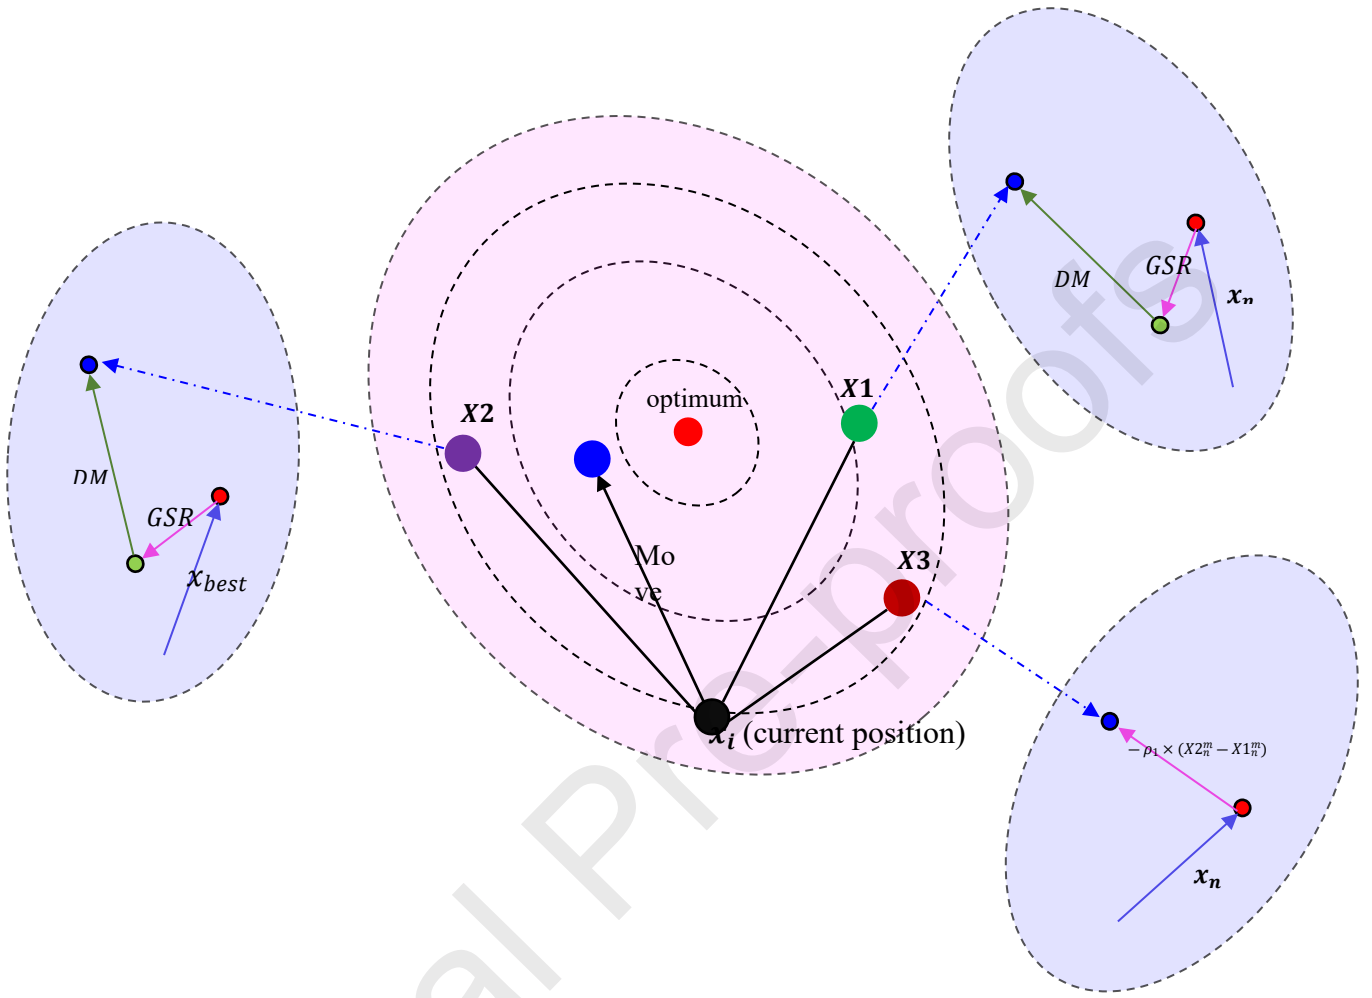 optimum
X1
X2
X3
Mo
ve
x_i (current position)
DM
GSR
x_n
DM
GSR
x_best
−ρ₁ × (X2ₙᵐ − X1ₙᵐ)
x_n
al Pre-proofs